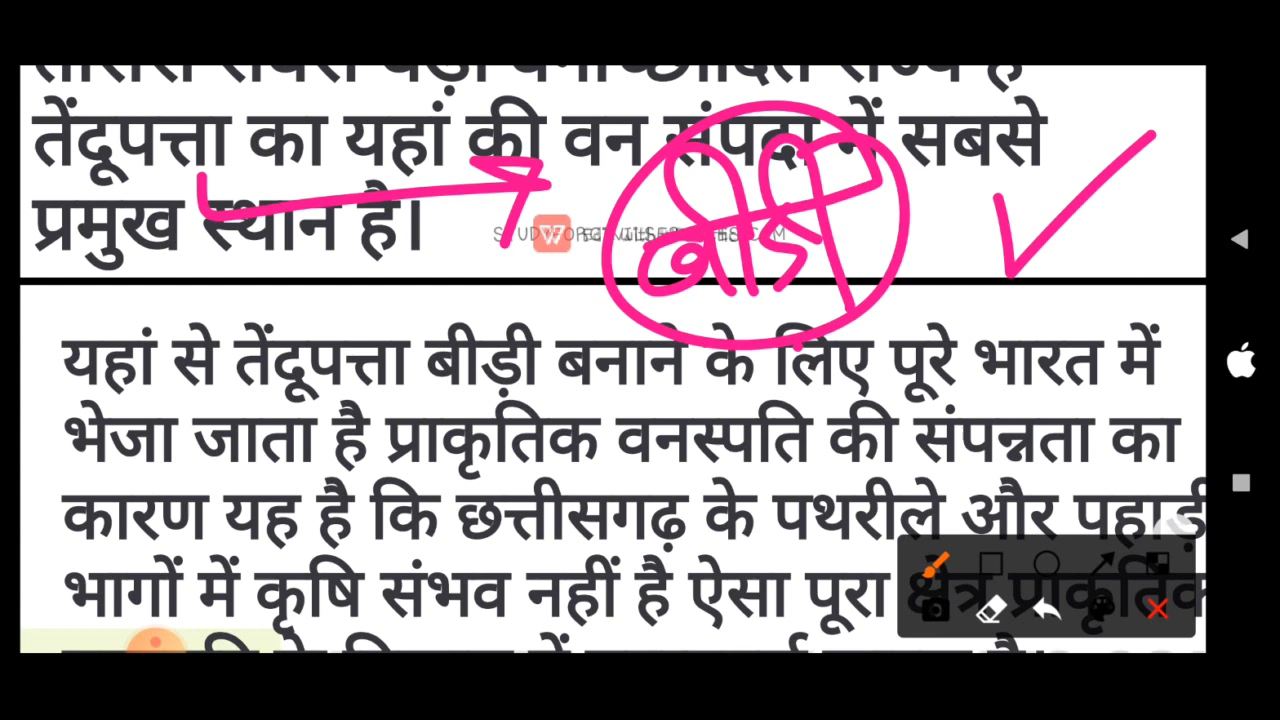 तेंदूपत्ता का यहां की वन संपदा में सबसे
प्रमुख स्थान है।
बीड़ी
यहां से तेंदूपत्ता बीड़ी बनाने के लिए पूरे भारत में
भेजा जाता है प्राकृतिक वनस्पति की संपन्नता का
कारण यह है कि छत्तीसगढ़ के पथरीले और पहाड़ी
भागों में कृषि संभव नहीं है ऐसा पूरा क्षेत्र प्राकृतिक